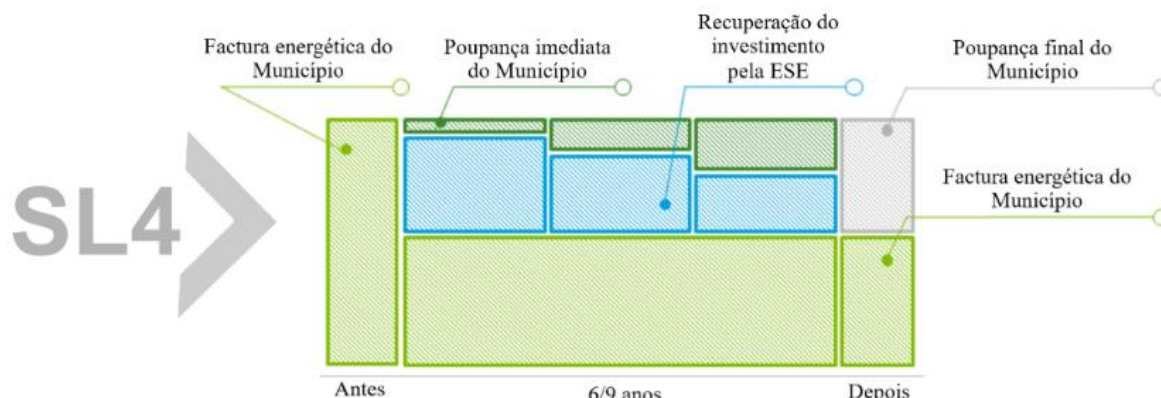 Factura energética do
Município
Poupança imediata
do Município
Recuperação do
investimento
pela ESE
Poupança final do
Município
Factura energética do
Município
SL4
Antes
6/9 anos
Depois